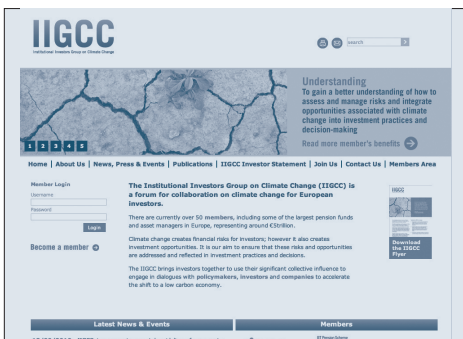 IIGCC
Institutional Investors Group on Climate Change
search
Understanding
To gain a better understanding of how to
assess and manage risks and integrate
opportunities associated with climate
change into investment practices and
decision-making
Read more member's benefits
1 2 3 4 5
Home | About Us | News, Press & Events | Publications | IIGCC Investor Statement | Join Us | Contact Us | Members Area
Member Login
Username
Password
Login
Become a member
The Institutional Investors Group on Climate Change (IIGCC) is
a forum for collaboration on climate change for European
investors.
There are currently over 50 members, including some of the largest pension funds
and asset managers in Europe, representing around €5trillion.
Climate change creates financial risks for investors; however it also creates
investment opportunities. It is our aim to ensure that these risks and opportunities
are addressed and reflected in investment practices and decisions.
The IIGCC brings investors together to use their significant collective influence to
engage in dialogues with policymakers, investors and companies to accelerate
the shift to a low carbon economy.
IIGCC
Download
the IIGCC
Flyer
Latest News & Events
Members